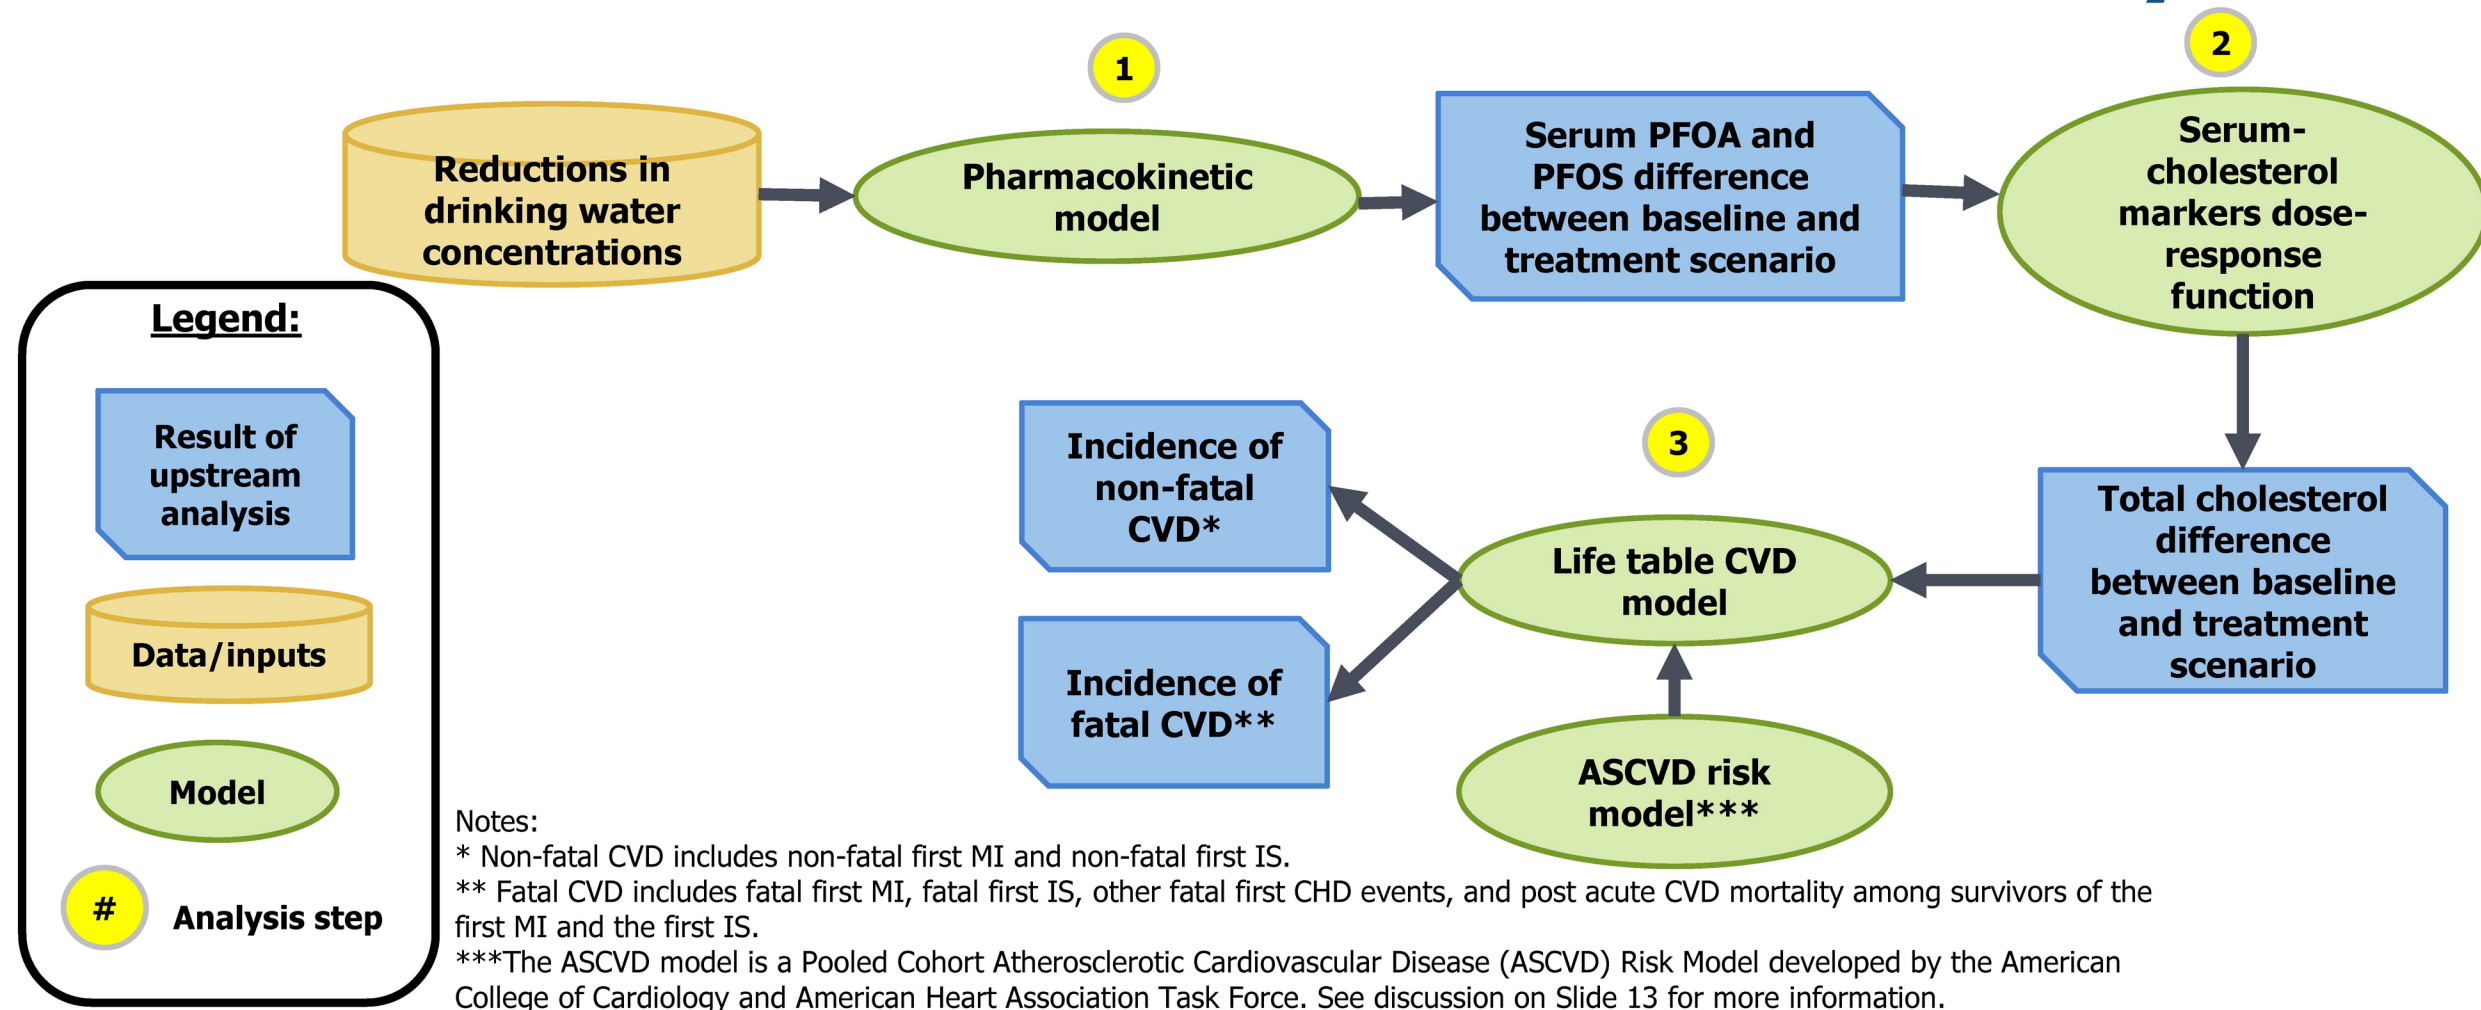 1
2
Reductions in
drinking water
concentrations
Pharmacokinetic
model
Serum PFOA and
PFOS difference
between baseline and
treatment scenario
Serum-
cholesterol
markers dose-
response
function
Legend:
Result of
upstream
analysis
Data/inputs
Model
#
Analysis step
Incidence of
non-fatal
CVD*
Incidence of
fatal CVD**
3
Life table CVD
model
ASCVD risk
model***
Total cholesterol
difference
between baseline
and treatment
scenario
Notes:
* Non-fatal CVD includes non-fatal first MI and non-fatal first IS.
** Fatal CVD includes fatal first MI, fatal first IS, other fatal first CHD events, and post acute CVD mortality among survivors of the
first MI and the first IS.
***The ASCVD model is a Pooled Cohort Atherosclerotic Cardiovascular Disease (ASCVD) Risk Model developed by the American
College of Cardiology and American Heart Association Task Force. See discussion on Slide 13 for more information.